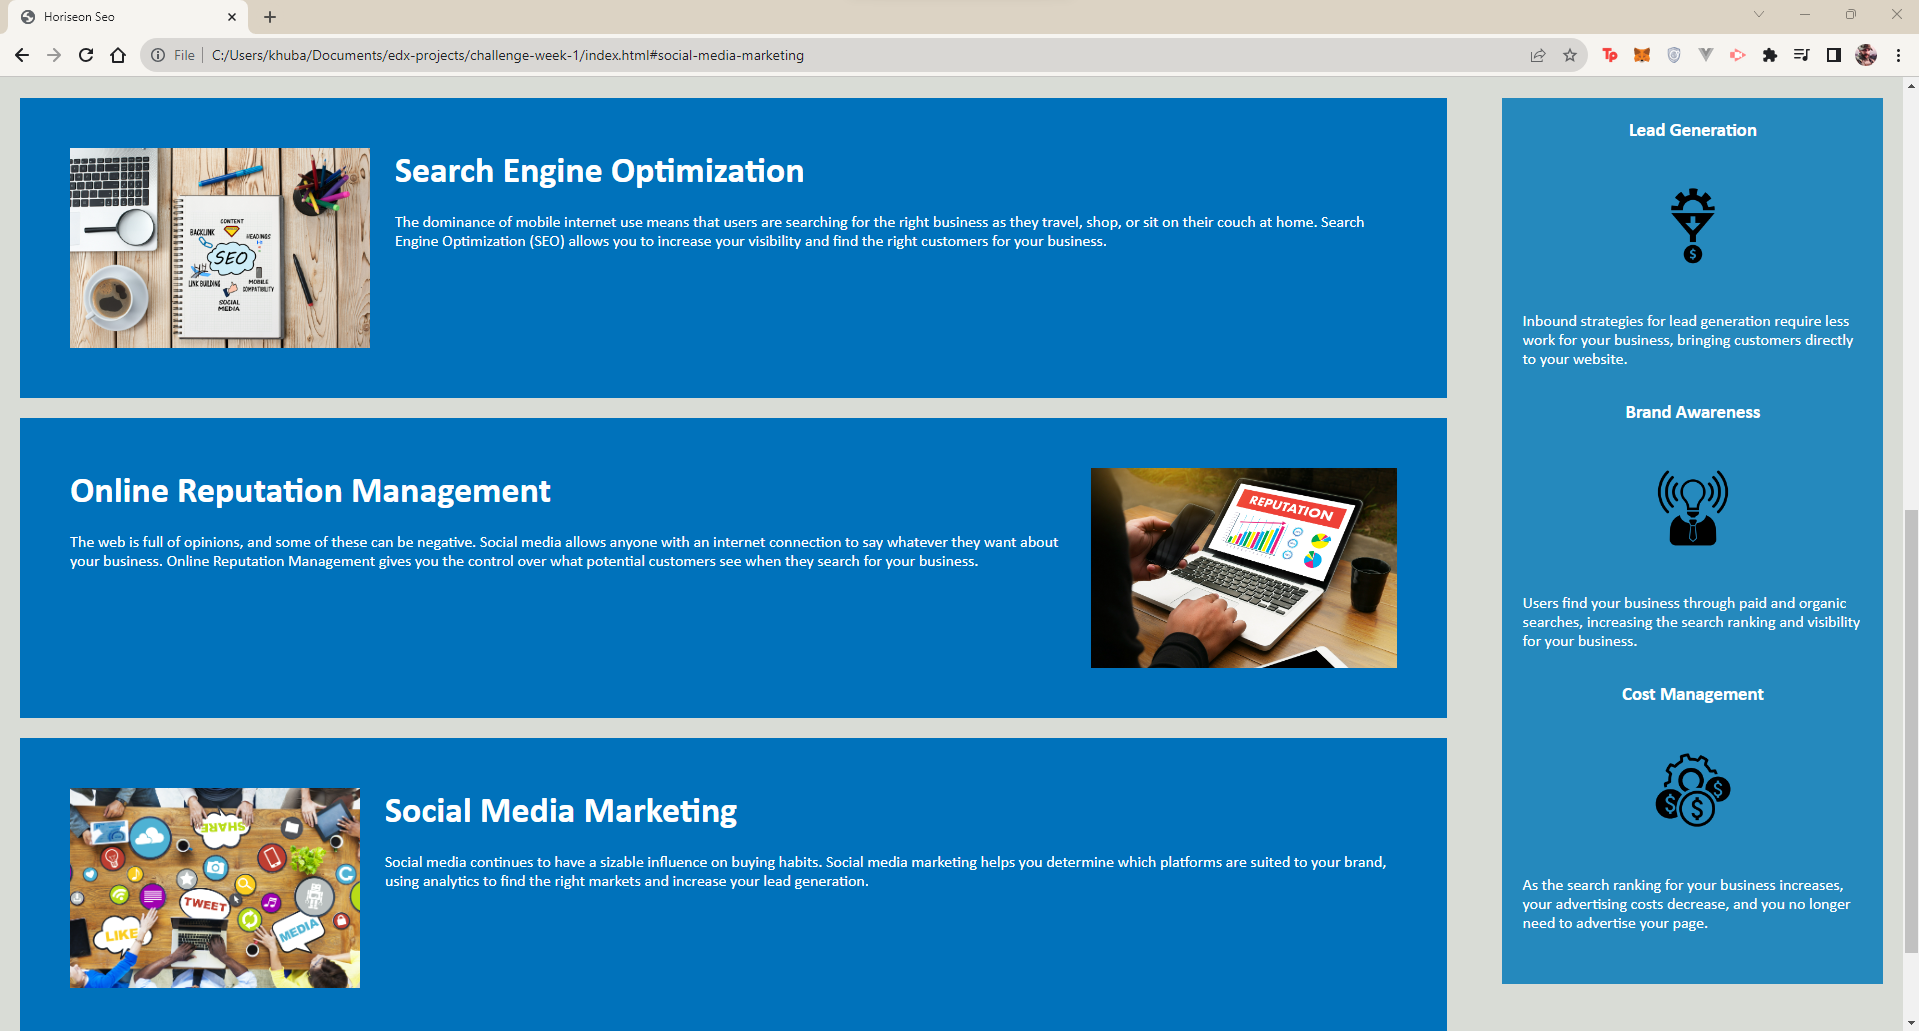 Horiseon Seo
File
C:/Users/khuba/Documents/edx-projects/challenge-week-1/index.html#social-media-marketing
Tp
CONTENT
BACKLINK
HEADINGS
SEO
LINK BUILDING
MOBILE
COMPATIBILITY
SOCIAL
MEDIA
Search Engine Optimization
The dominance of mobile internet use means that users are searching for the right business as they travel, shop, or sit on their couch at home. Search
Engine Optimization (SEO) allows you to increase your visibility and find the right customers for your business.
Online Reputation Management
The web is full of opinions, and some of these can be negative. Social media allows anyone with an internet connection to say whatever they want about
your business. Online Reputation Management gives you the control over what potential customers see when they search for your business.
REPUTATION
SHARE
TWEET
LIKE
MEDIA
Social Media Marketing
Social media continues to have a sizable influence on buying habits. Social media marketing helps you determine which platforms are suited to your brand,
using analytics to find the right markets and increase your lead generation.
Lead Generation
$
Inbound strategies for lead generation require less
work for your business, bringing customers directly
to your website.
Brand Awareness
Users find your business through paid and organic
searches, increasing the search ranking and visibility
for your business.
Cost Management
$ $ $
As the search ranking for your business increases,
your advertising costs decrease, and you no longer
need to advertise your page.